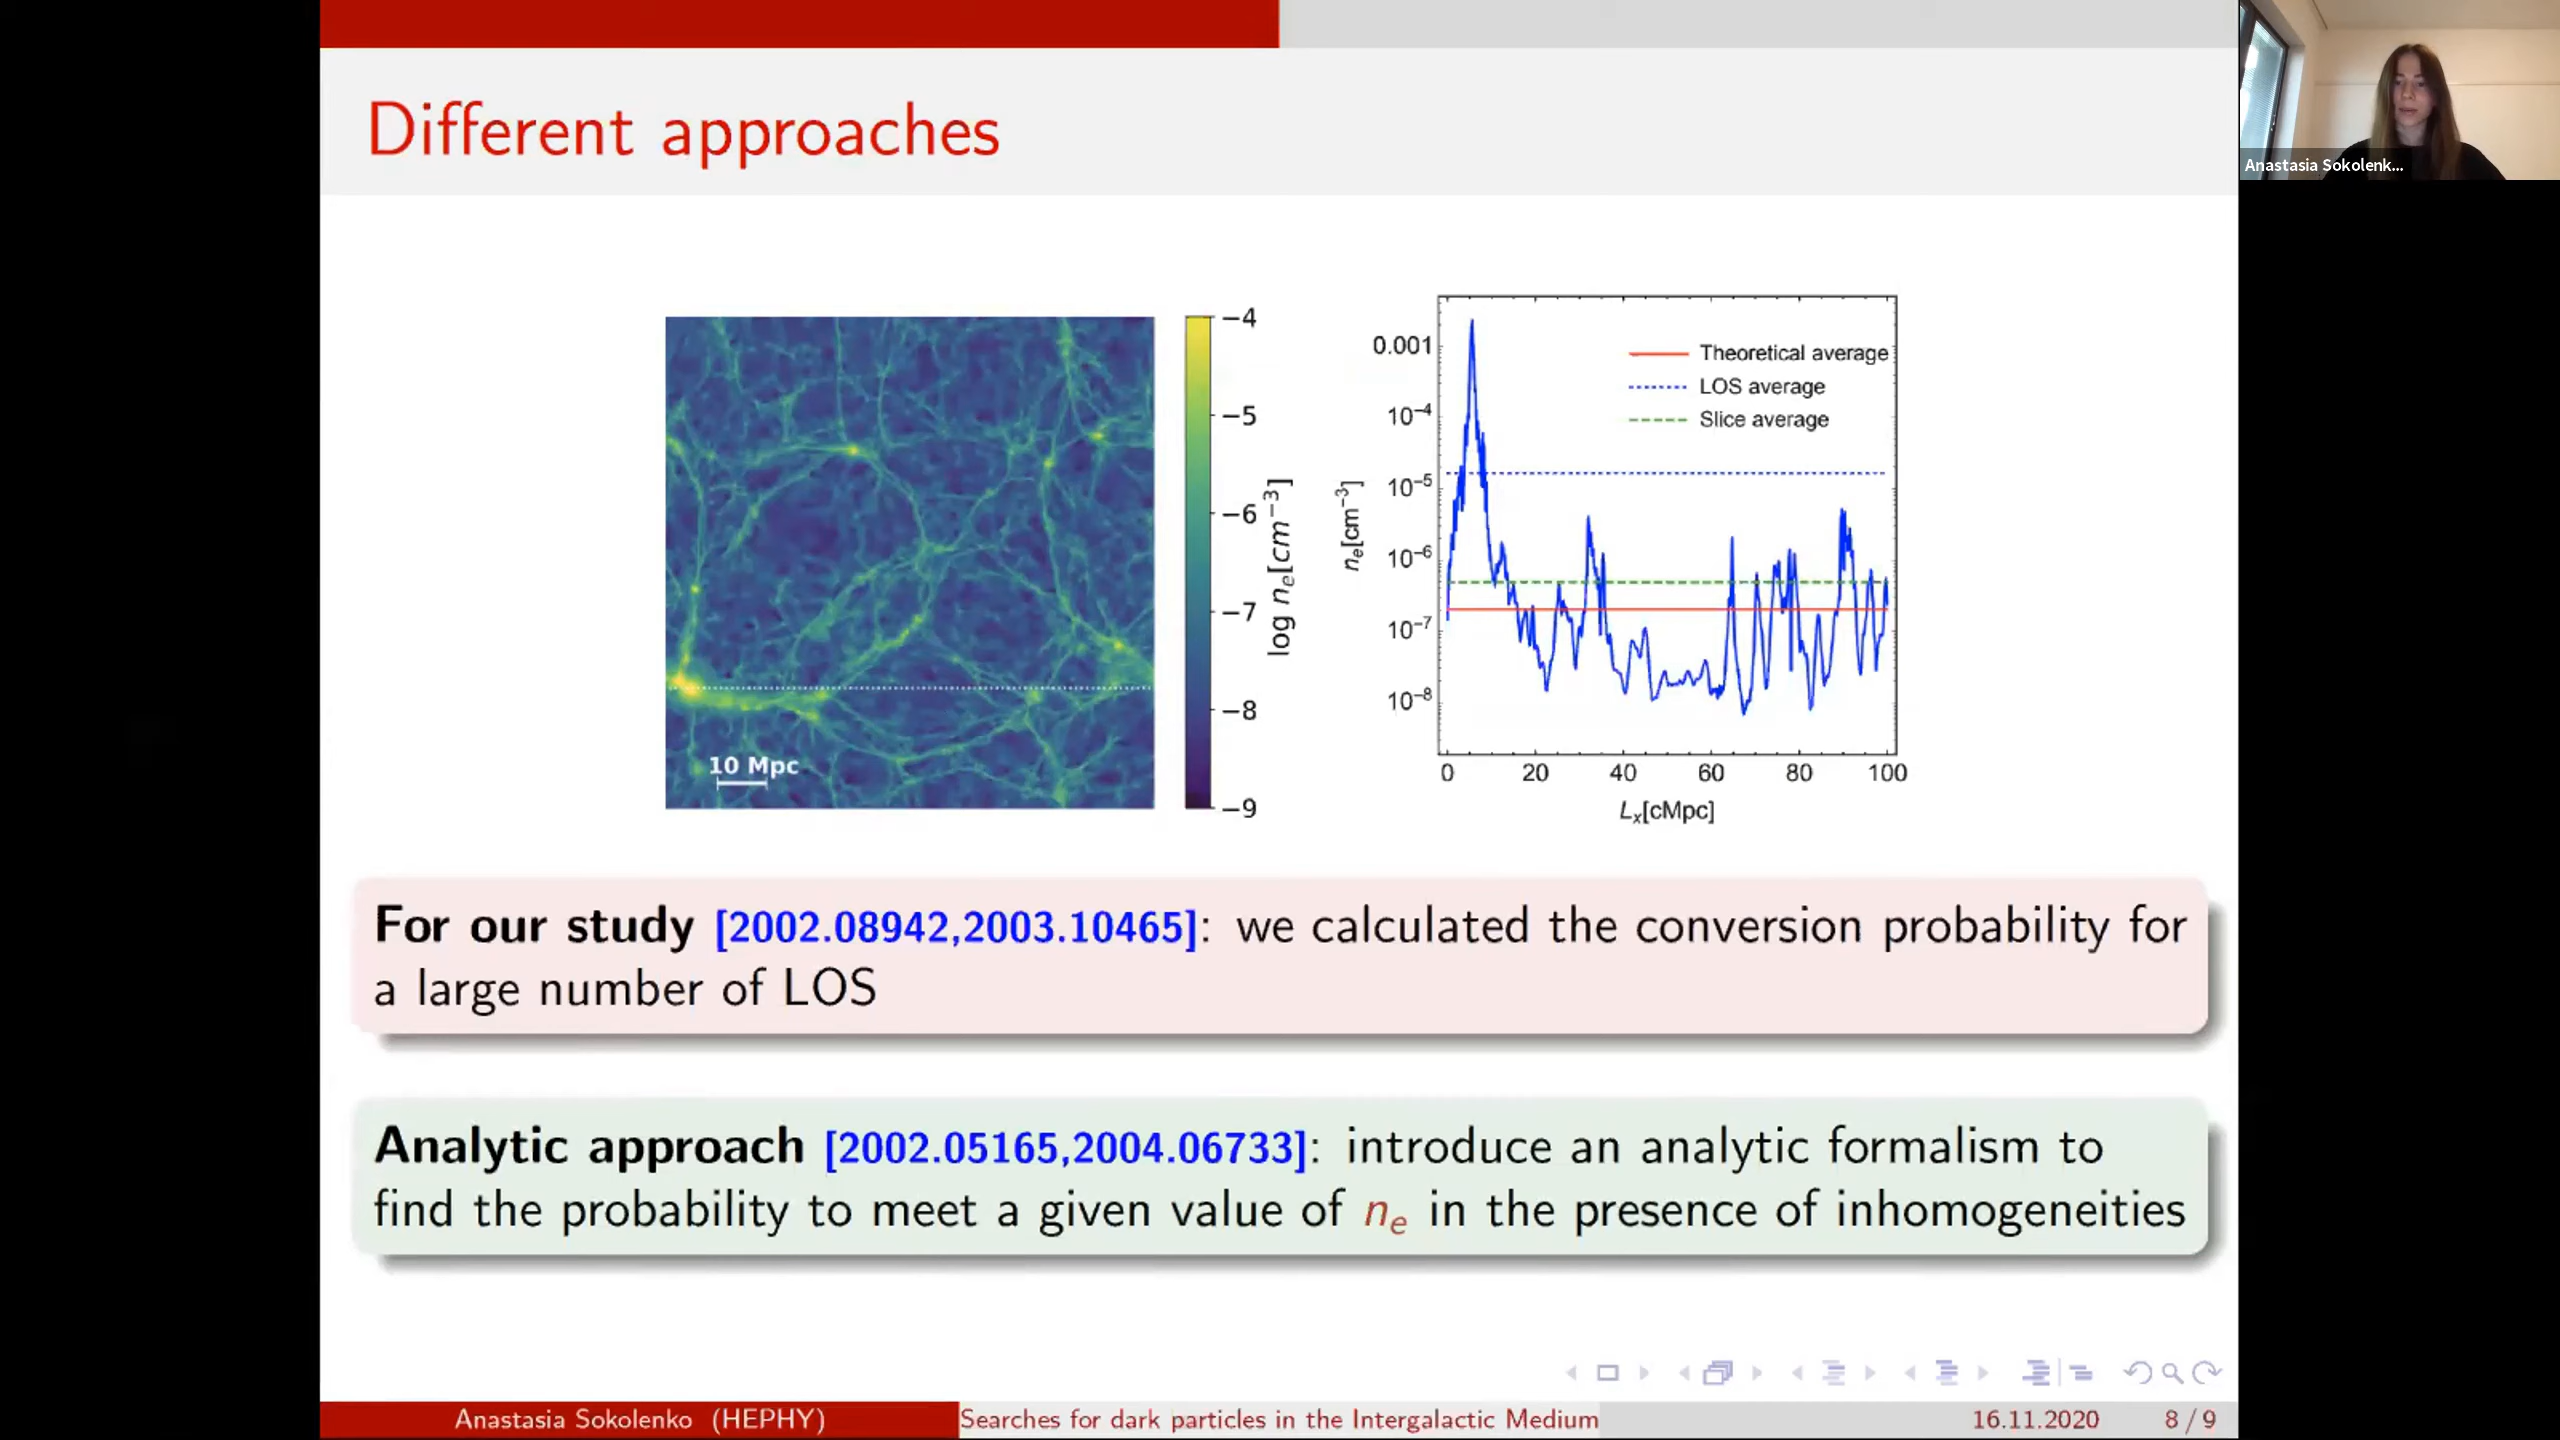 Different approaches
Anastasia Sokolenk...
−4
−5
−6
−7
−8
−9
log nₑ[cm⁻³]
10 Mpc
0.001
10⁻⁴
10⁻⁵
10⁻⁶
10⁻⁷
10⁻⁸
nₑ[cm⁻³]
Theoretical average
LOS average
Slice average
0 20 40 60 80 100
Lₓ[cMpc]
For our study [2002.08942,2003.10465]: we calculated the conversion probability for
a large number of LOS
Analytic approach [2002.05165,2004.06733]: introduce an analytic formalism to
find the probability to meet a given value of nₑ in the presence of inhomogeneities
Anastasia Sokolenko (HEPHY) Searches for dark particles in the Intergalactic Medium 16.11.2020 8 / 9